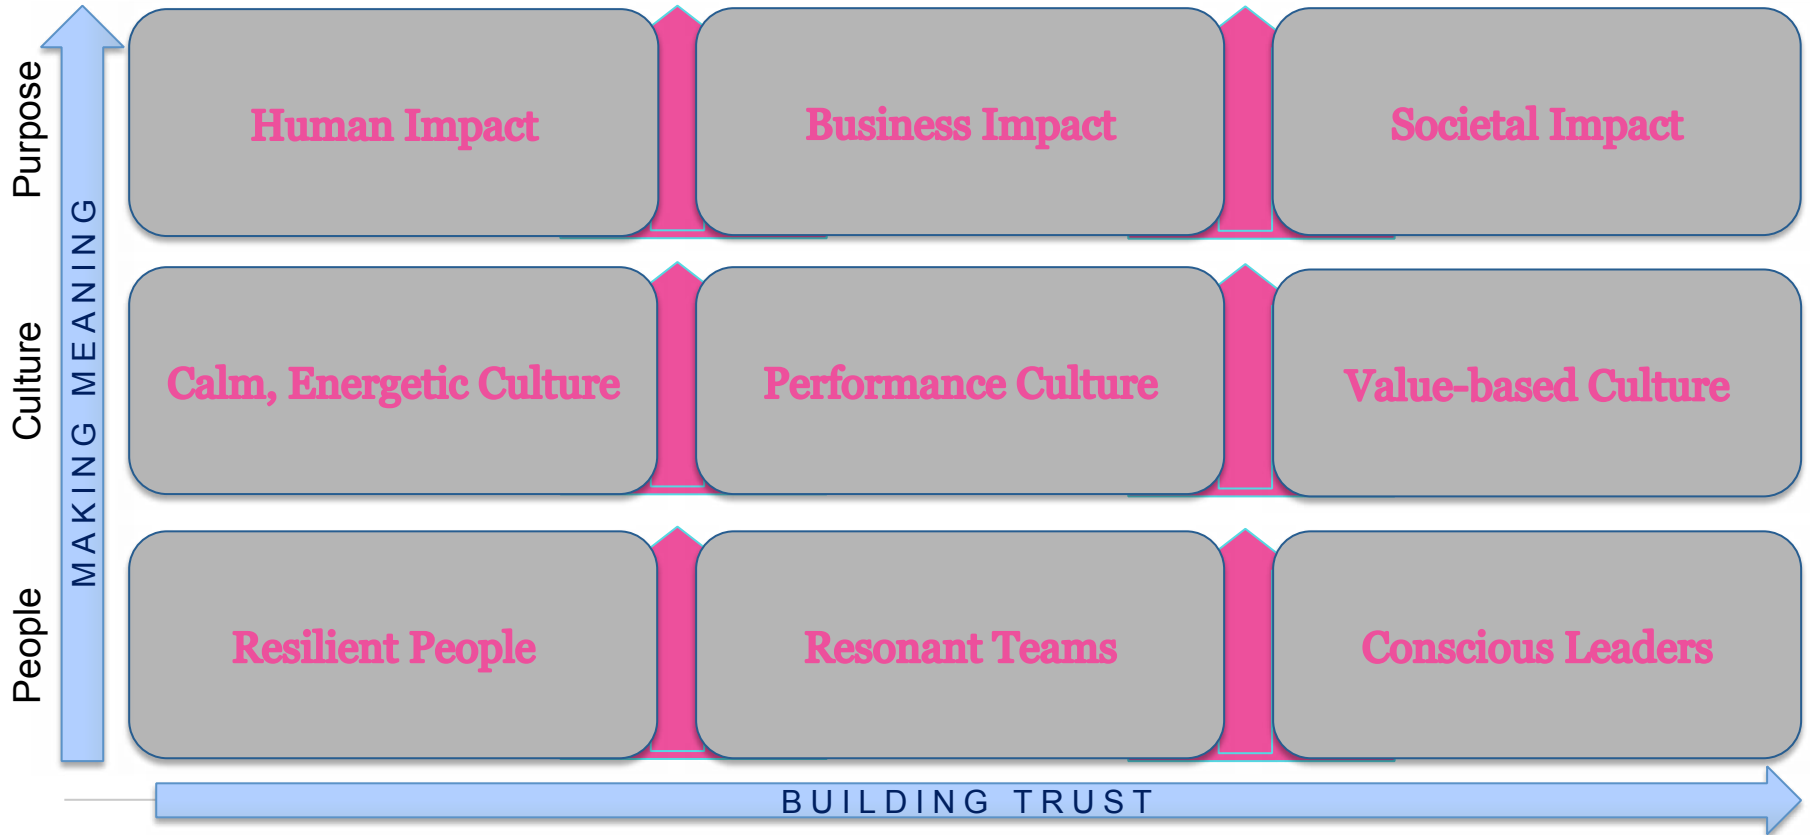 Purpose
Human Impact
Business Impact
Societal Impact
MAKING MEANING
Culture
Calm, Energetic Culture
Performance Culture
Value-based Culture
People
Resilient People
Resonant Teams
Conscious Leaders
BUILDING TRUST